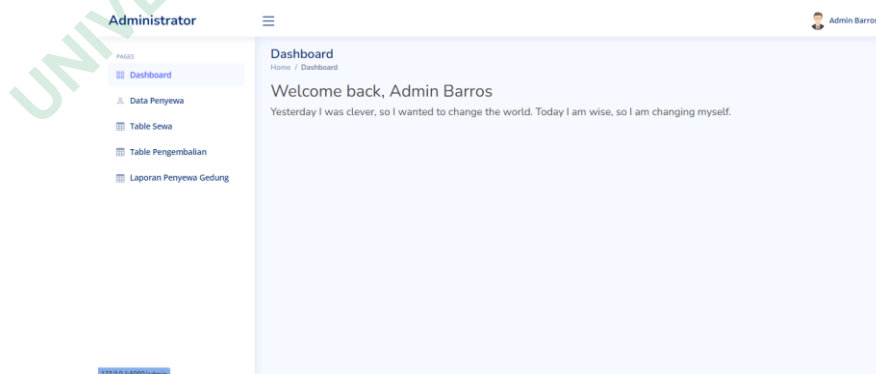 Administrator
Admin Barros
PAGES
Dashboard
Data Penyewa
Table Sewa
Table Pengembalian
Laporan Penyewa Gedung
Dashboard
Home / Dashboard
Welcome back, Admin Barros
Yesterday I was clever, so I wanted to change the world. Today I am wise, so I am changing myself.